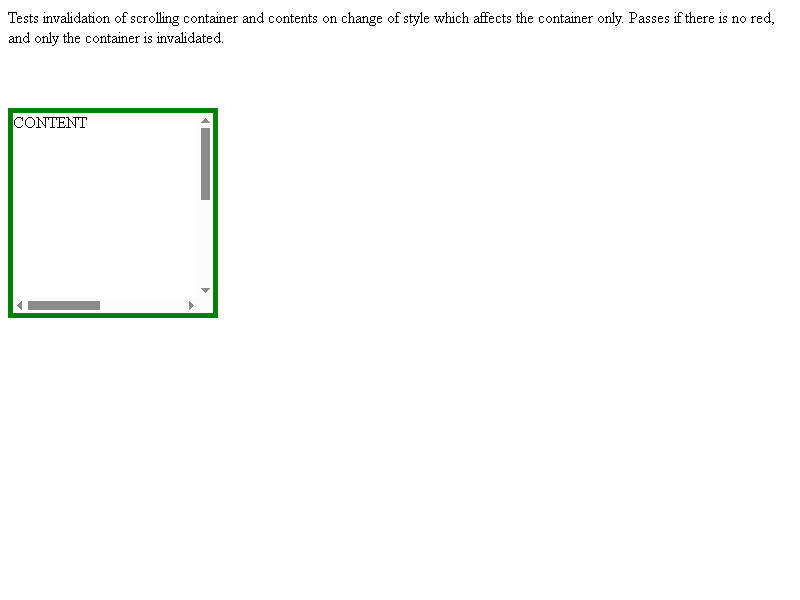 Tests invalidation of scrolling container and contents on change of style which affects the container only. Passes if there is no red,
and only the container is invalidated.
CONTENT